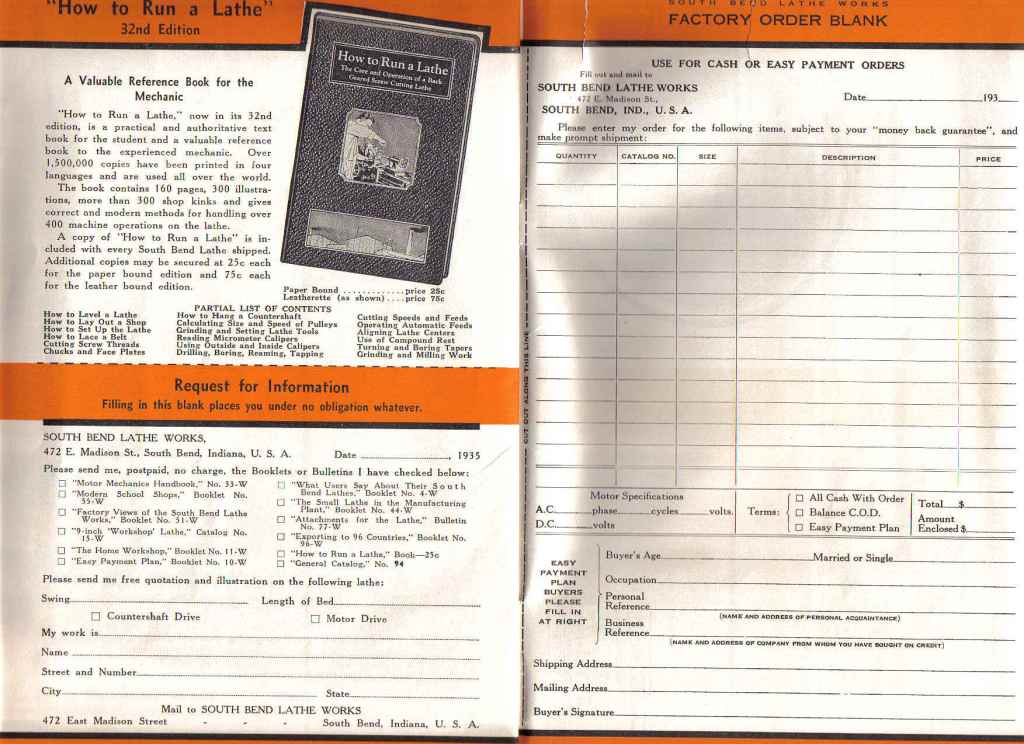 "How to Run a Lathe"
32nd Edition
A Valuable Reference Book for the
Mechanic
"How to Run a Lathe," now in its 32nd
edition, is a practical and authoritative text
book for the student and a valuable reference
book to the experienced mechanic. Over
1,500,000 copies have been printed in four
languages and are used all over the world.
The book contains 160 pages, 300 illustra-
tions, more than 300 shop kinks and gives
correct and modern methods for handling over
400 machine operations on the lathe.
A copy of "How to Run a Lathe" is in-
cluded with every South Bend Lathe shipped.
Additional copies may be secured at 25c each
for the paper bound edition and 75c each
for the leather bound edition.
How to Run a Lathe
The Care and Operation of a Back
Geared Screw Cutting Lathe
Paper Bound ............price 25c
Leatherette (as shown) ....price 75c
PARTIAL LIST OF CONTENTS
How to Level a Lathe
How to Lay Out a Shop
How to Set Up the Lathe
How to Lace a Belt
Cutting Screw Threads
Chucks and Face Plates
How to Hang a Countershaft
Calculating Size and Speed of Pulleys
Grinding and Setting Lathe Tools
Reading Micrometer Calipers
Using Outside and Inside Calipers
Drilling, Boring, Reaming, Tapping
Cutting Speeds and Feeds
Operating Automatic Feeds
Aligning Lathe Centers
Use of Compound Rest
Turning and Boring Tapers
Grinding and Milling Work
Request for Information
Filling in this blank places you under no obligation whatever.
SOUTH BEND LATHE WORKS,
472 E. Madison St., South Bend, Indiana, U. S. A. Date ..............., 1935
Please send me, postpaid, no charge, the Booklets or Bulletins I have checked below:
☐ "Motor Mechanics Handbook," No. 33-W
☐ "Modern School Shops," Booklet No.
55-W
☐ "Factory Views of the South Bend Lathe
Works," Booklet No. 51-W
☐ "9-inch 'Workshop' Lathe," Catalog No.
15-W
☐ "The Home Workshop," Booklet No. 11-W
☐ "Easy Payment Plan," Booklet No. 10-W
☐ "What Users Say About Their South
Bend Lathes," Booklet No. 4-W
☐ "The Small Lathe in the Manufacturing
Plant," Booklet No. 44-W
☐ "Attachments for the Lathe," Bulletin
No. 77-W
☐ "Exporting to 96 Countries," Booklet No.
96-W
☐ "How to Run a Lathe," Book—25c
☐ "General Catalog," No. 94
Please send me free quotation and illustration on the following lathe:
Swing............ Length of Bed............
☐ Countershaft Drive ☐ Motor Drive
My work is............
Name ............
Street and Number............
City............ State............
Mail to SOUTH BEND LATHE WORKS
472 East Madison Street - - - South Bend, Indiana, U. S. A.
CUT OUT ALONG THIS LINE
SOUTH BEND LATHE WORKS
FACTORY ORDER BLANK
USE FOR CASH OR EASY PAYMENT ORDERS
Fill out and mail to
SOUTH BEND LATHE WORKS
472 E. Madison St.,
SOUTH BEND, IND., U. S. A.
Date____________193__
Please enter my order for the following items, subject to your "money back guarantee", and
make prompt shipment:
QUANTITY CATALOG NO. SIZE DESCRIPTION PRICE
Motor Specifications
A.C.........phase.........cycles.........volts.
D.C.........volts
Terms:
☐ All Cash With Order
☐ Balance C.O.D.
☐ Easy Payment Plan
Total....$
Amount
Enclosed $
EASY
PAYMENT
PLAN
BUYERS
PLEASE
FILL IN
AT RIGHT
Buyer's Age____________Married or Single____________
Occupation____________
Personal
Reference____________
(NAME AND ADDRESS OF PERSONAL ACQUAINTANCE)
Business
Reference____________
(NAME AND ADDRESS OF COMPANY FROM WHOM YOU HAVE BOUGHT ON CREDIT)
Shipping Address____________
Mailing Address____________
Buyer's Signature____________